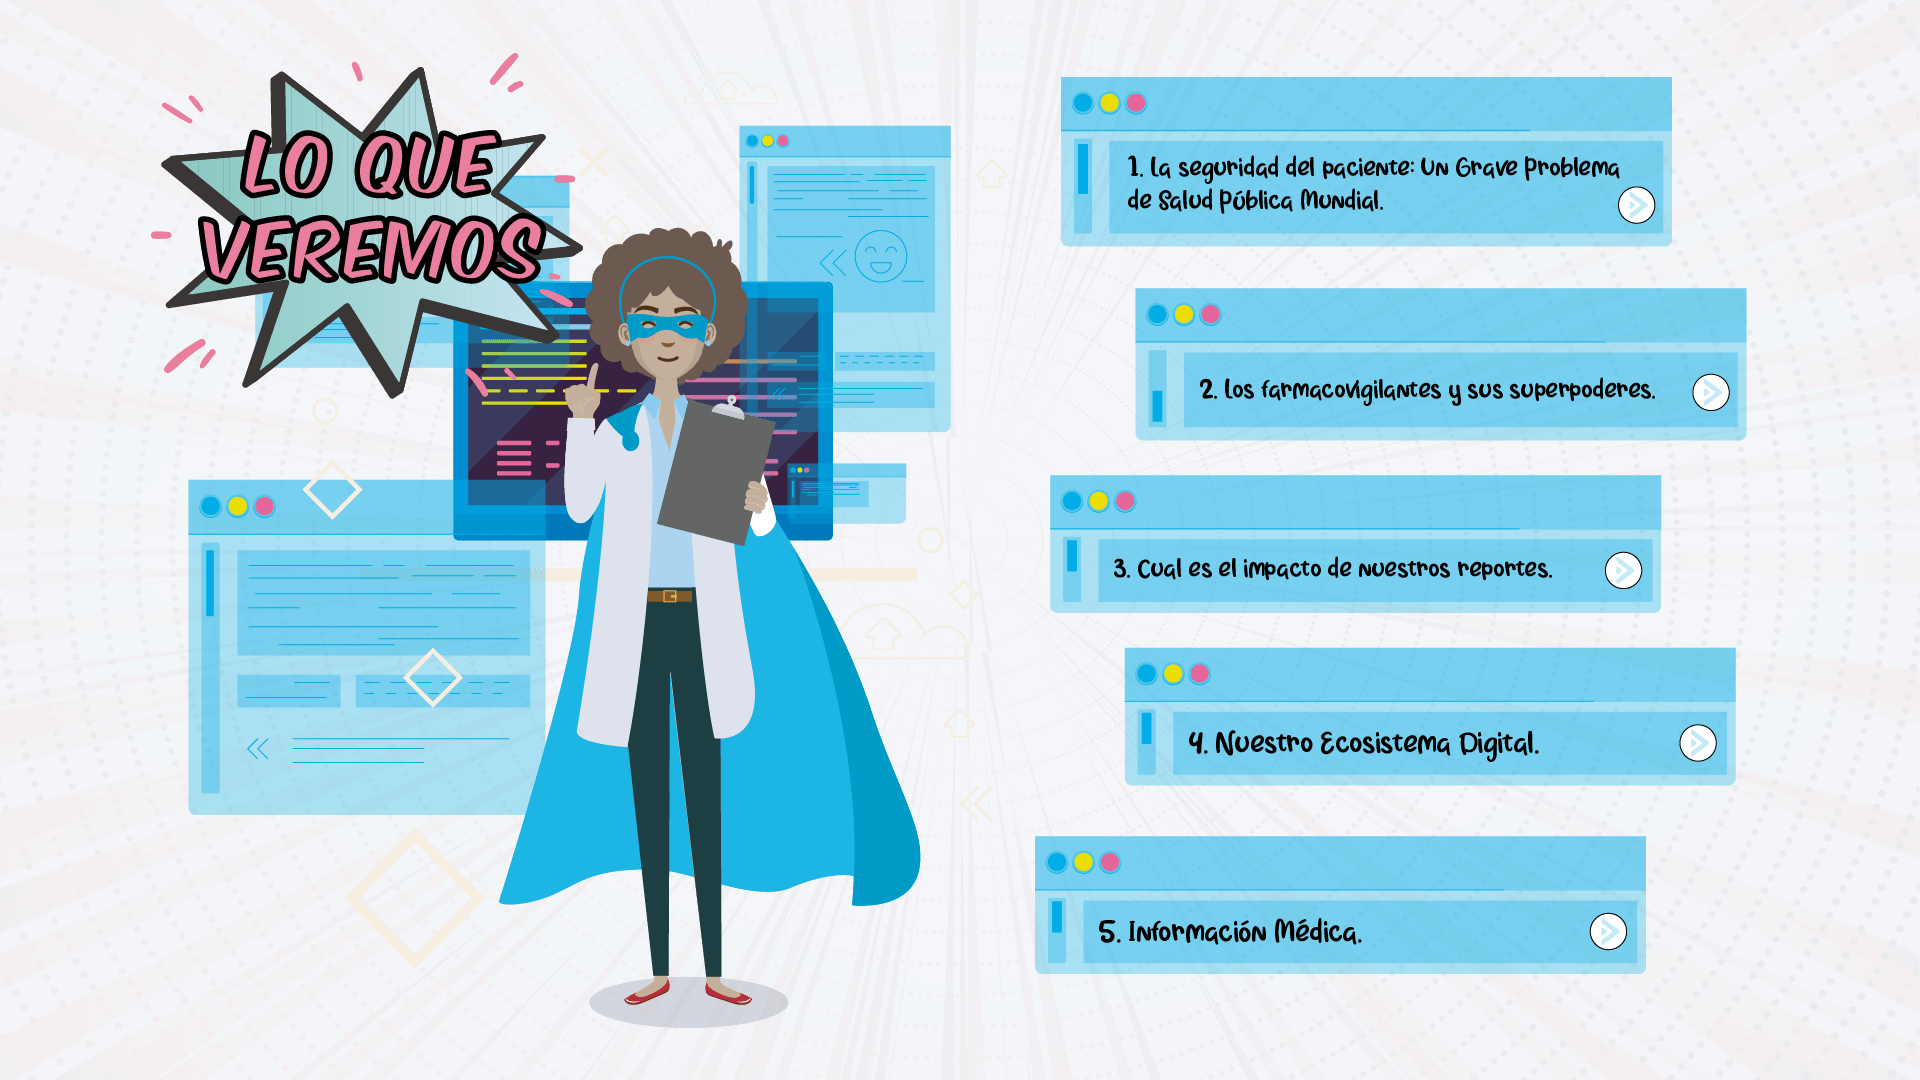 LO QUE
VEREMOS
1. La seguridad del paciente: Un Grave Problema
de Salud Pública Mundial.
2. Los farmacovigilantes y sus superpoderes.
3. Cual es el impacto de nuestros reportes.
4. Nuestro Ecosistema Digital.
5. Información Médica.